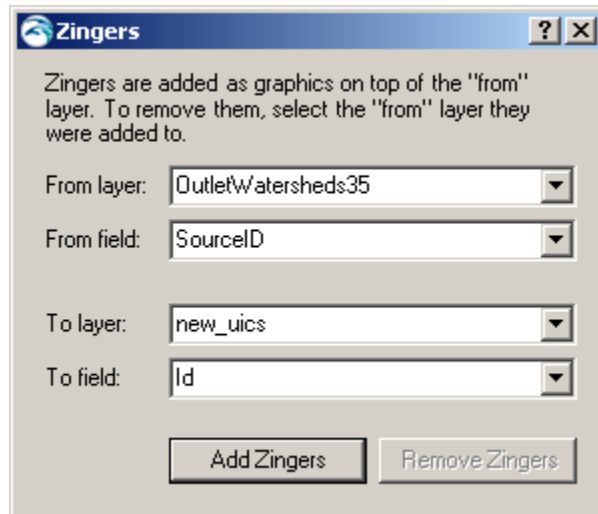 Zingers
Zingers are added as graphics on top of the "from"
layer. To remove them, select the "from" layer they
were added to.
From layer: OutletWatersheds35
From field: SourceID
To layer: new_uics
To field: Id
Add Zingers Remove Zingers